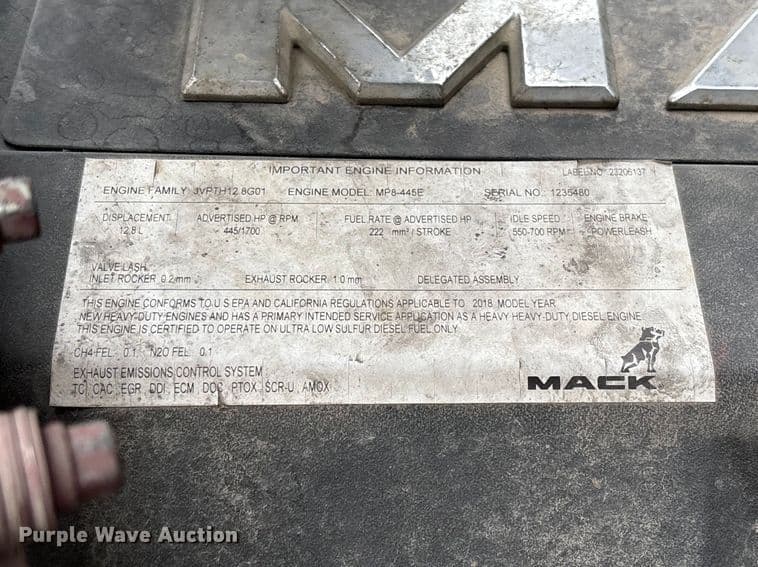 MA
IMPORTANT ENGINE INFORMATION LABEL NO. 23206137
ENGINE FAMILY JVPTH12.8G01 ENGINE MODEL: MP8-445E SERIAL NO.: 1235480
DISPLACEMENT ADVERTISED HP @ RPM FUEL RATE @ ADVERTISED HP IDLE SPEED ENGINE BRAKE
12.8 L 445/1700 222 mm³ / STROKE 550-700 RPM POWERLEASH
VALVE LASH
INLET ROCKER 0.2 mm EXHAUST ROCKER 1.0 mm DELEGATED ASSEMBLY
THIS ENGINE CONFORMS TO U S EPA AND CALIFORNIA REGULATIONS APPLICABLE TO 2018 MODEL YEAR
NEW HEAVY-DUTY ENGINES AND HAS A PRIMARY INTENDED SERVICE APPLICATION AS A HEAVY HEAVY-DUTY DIESEL ENGINE
THIS ENGINE IS CERTIFIED TO OPERATE ON ULTRA LOW SULFUR DIESEL FUEL ONLY
CH4 FEL: 0.1 N2O FEL: 0.1
EXHAUST EMISSIONS CONTROL SYSTEM
TC, CAC, EGR, DDI, ECM, DOC, PTOX, SCR-U, AMOX
MACK
Purple Wave Auction